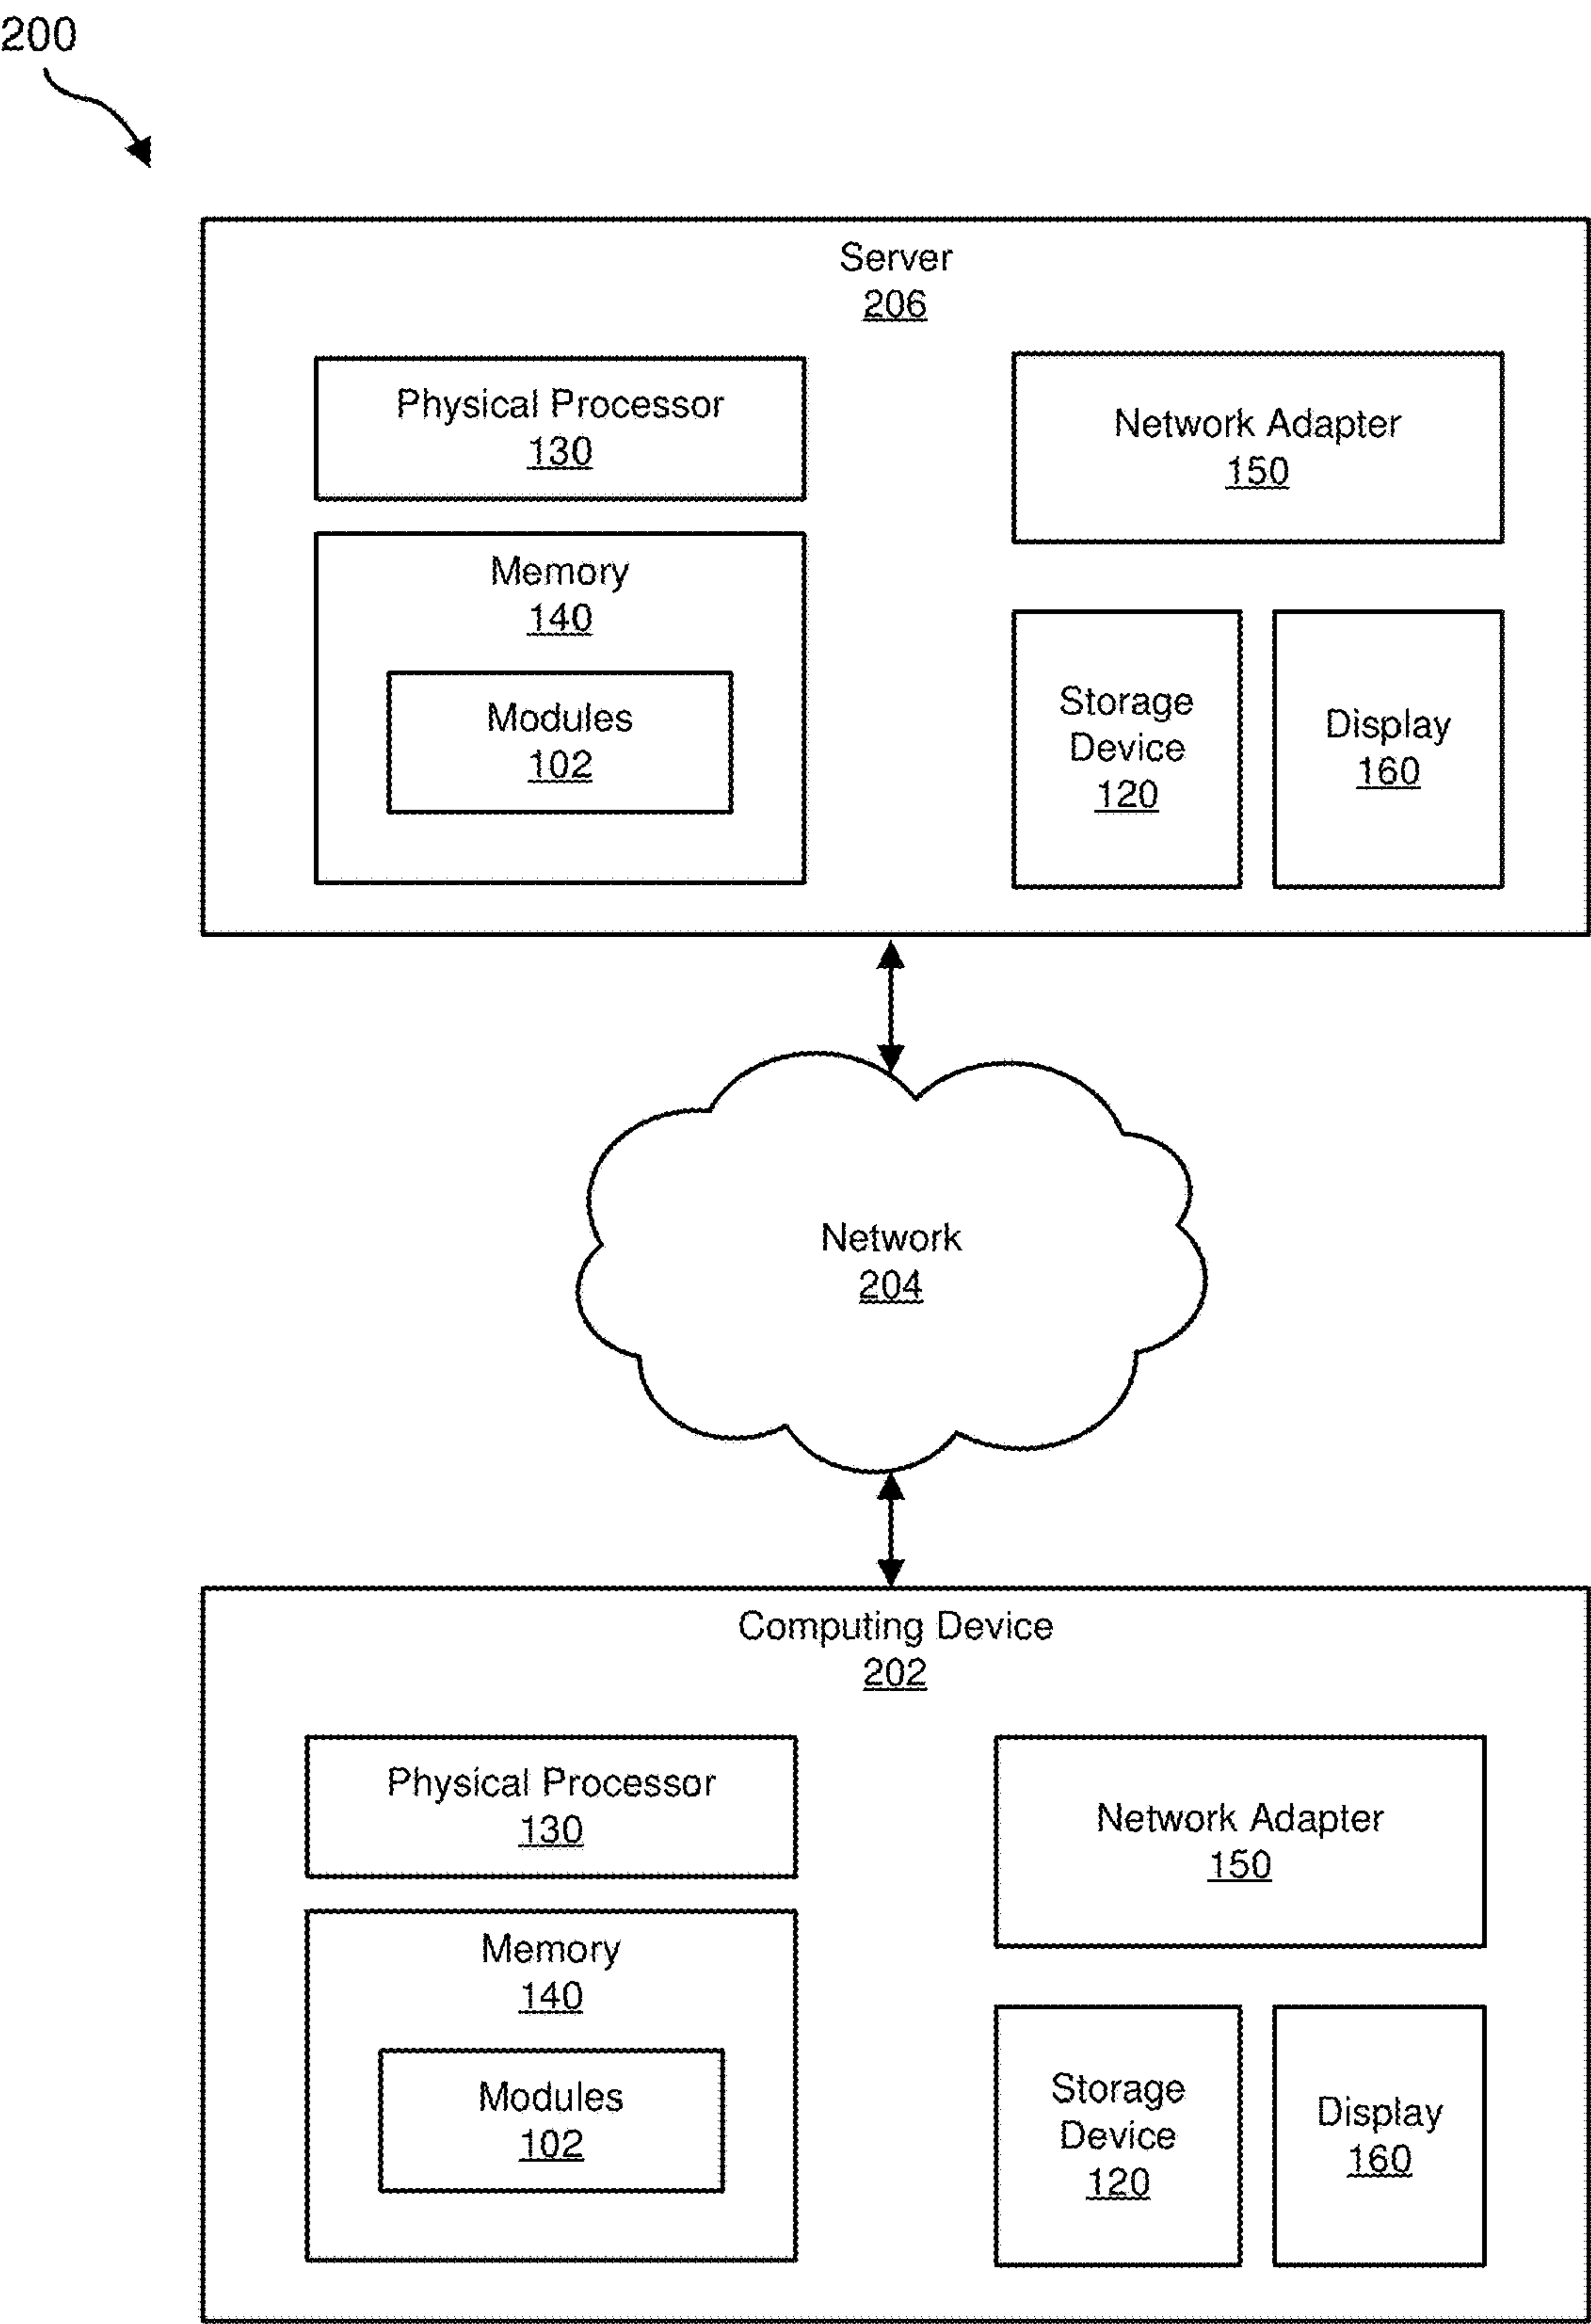 200
Server
206
Physical Processor
130
Network Adapter
150
Memory
140
Modules
102
Storage
Device
120
Display
160
Network
204
Computing Device
202
Physical Processor
130
Network Adapter
150
Memory
140
Modules
102
Storage
Device
120
Display
160